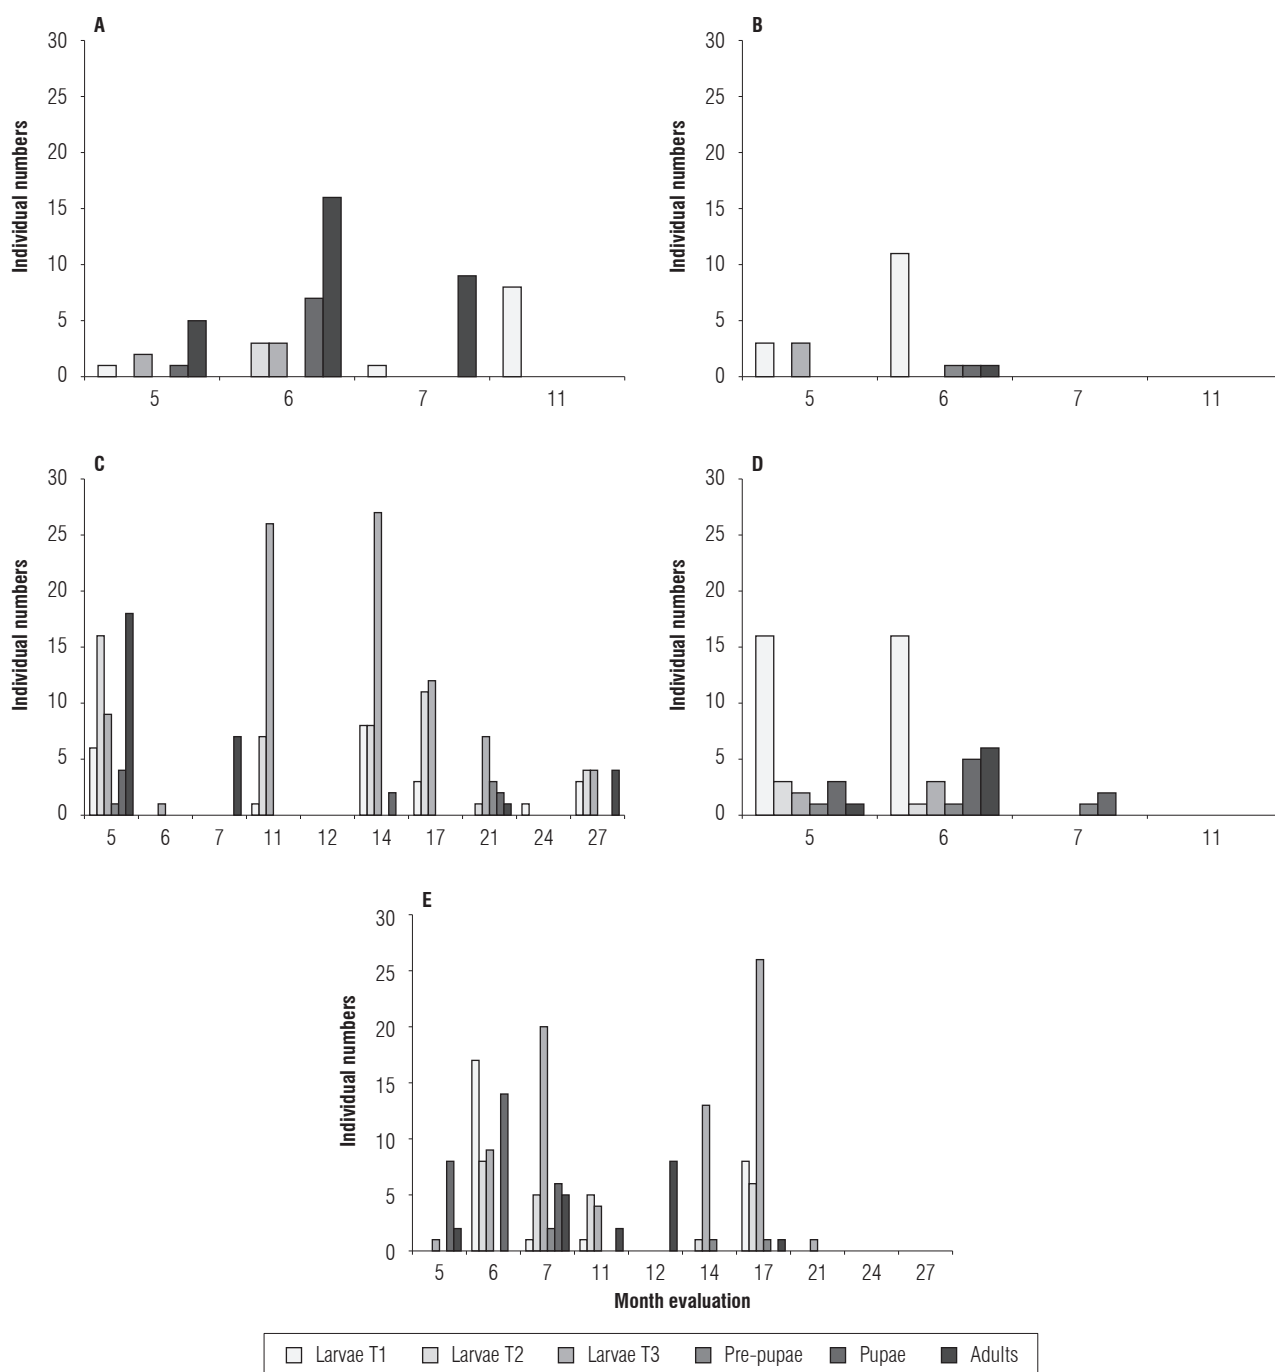 A
30
25
20
15
10
5
0
Individual numbers
5 6 7 11
B
30
25
20
15
10
5
0
Individual numbers
5 6 7 11
C
30
25
20
15
10
5
0
Individual numbers
5 6 7 11 12 14 17 21 24 27
D
30
25
20
15
10
5
0
Individual numbers
5 6 7 11
E
30
25
20
15
10
5
0
Individual numbers
5 6 7 11 12 14 17 21 24 27
Month evaluation
Larvae T1 Larvae T2 Larvae T3 Pre-pupae Pupae Adults